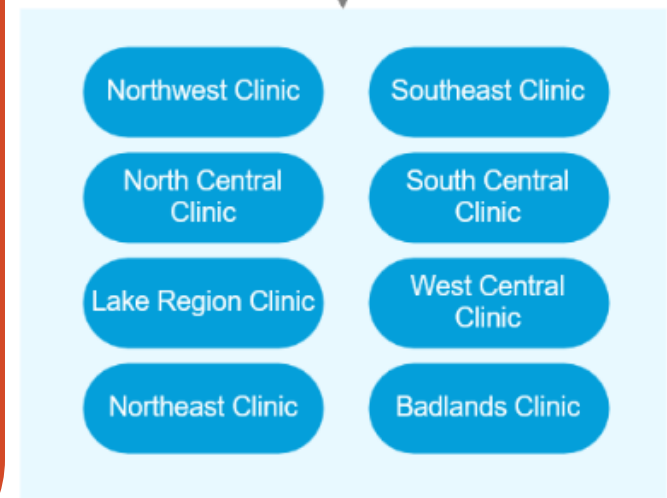 Northwest Clinic
Southeast Clinic
North Central
Clinic
South Central
Clinic
Lake Region Clinic
West Central
Clinic
Northeast Clinic
Badlands Clinic